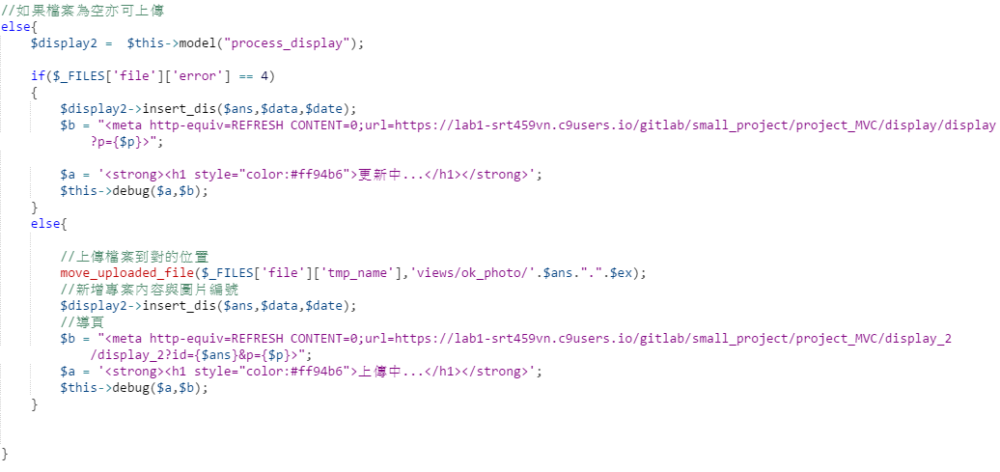 //如果檔案為空亦可上傳
else{
$display2 =  $this->model("process_display");
if($_FILES['file']['error'] == 4)
{
$display2->insert_dis($ans,$data,$date);
$b = "<meta http-equiv=REFRESH CONTENT=0;url=https://lab1-srt459vn.c9users.io/gitlab/small_project/project_MVC/display/display
?p={$p}>";
$a = '<strong><h1 style="color:#ff94b6">更新中...</h1></strong>';
$this->debug($a,$b);
}
else{
//上傳檔案到對的位置
move_uploaded_file($_FILES['file']['tmp_name'],'views/ok_photo/'.$ans.".".$ex);
//新增專案內容與圖片編號
$display2->insert_dis($ans,$data,$date);
//導頁
$b = "<meta http-equiv=REFRESH CONTENT=0;url=https://lab1-srt459vn.c9users.io/gitlab/small_project/project_MVC/display_2
/display_2?id={$ans}&p={$p}>";
$a = '<strong><h1 style="color:#ff94b6">上傳中...</h1></strong>';
$this->debug($a,$b);
}
}